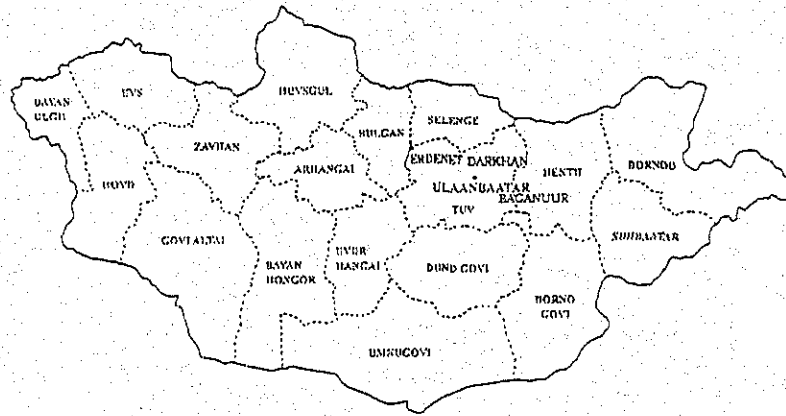 BAYAN
ULGII
UVS
HUVSGUL
ZAVHAN
BULGAN
SELENGE
HOVD
ARHANGAI
ERDENET DARKHAN
HENTII
DORNOD
ULAANBAATAR
TUV
BAGANUUR
GOVI ALTAI
BAYAN
HONGOR
UVUR
HANGAI
DUND GOVI
SUHBAATAR
DORNO
GOVI
UMNUGOVI